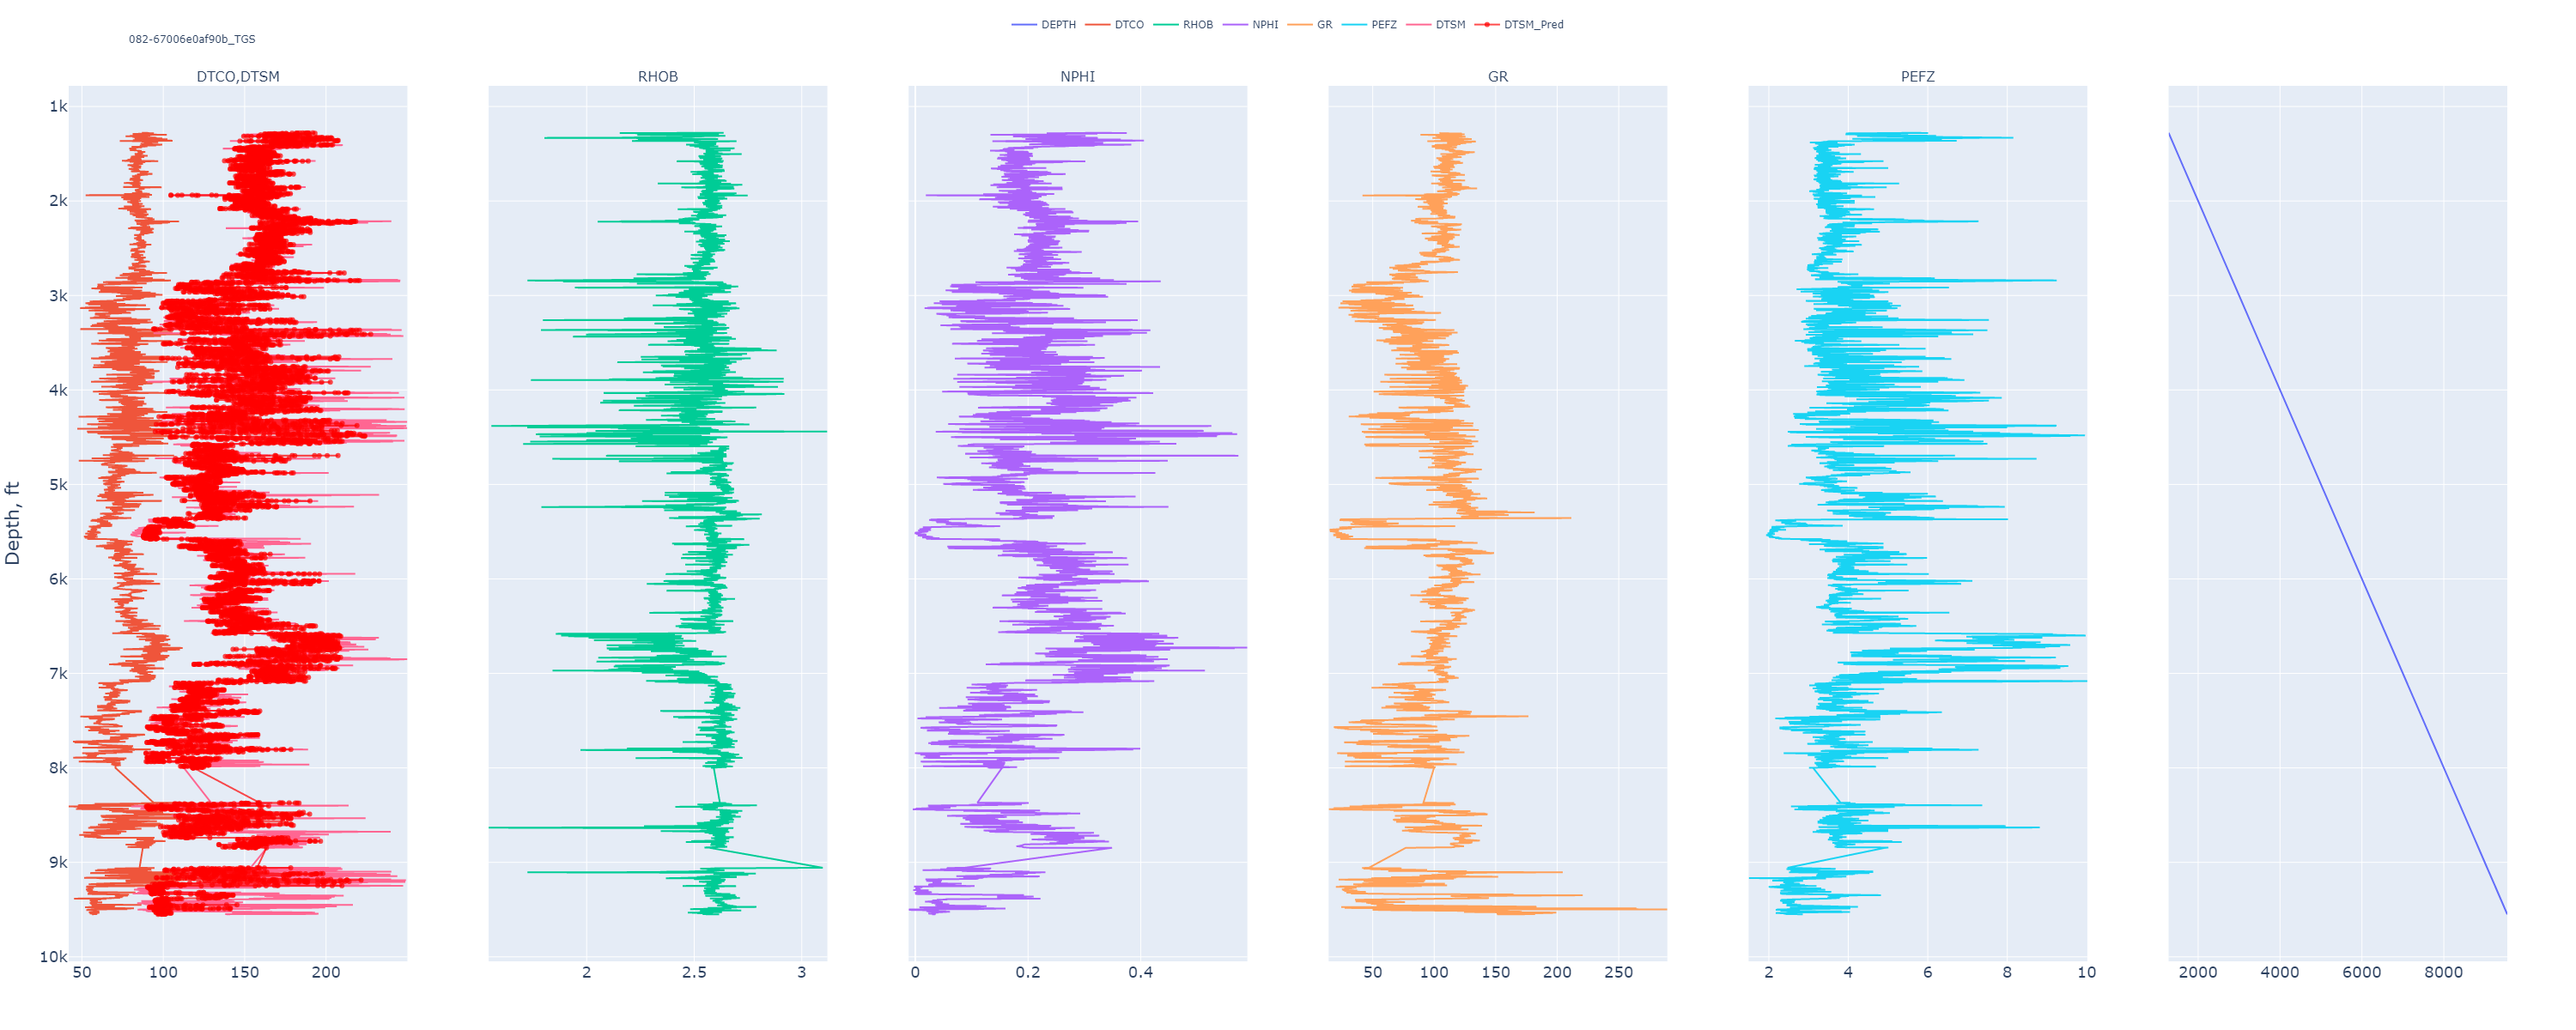 DEPTH DTCO RHOB NPHI GR PEFZ DTSM DTSM_Pred
082-67006e0af90b_TGS
DTCO,DTSM RHOB NPHI GR PEFZ
Depth, ft
1k
2k
3k
4k
5k
6k
7k
8k
9k
10k
50 100 150 200 2 2.5 3 0 0.2 0.4 50 100 150 200 250 2 4 6 8 10 2000 4000 6000 8000